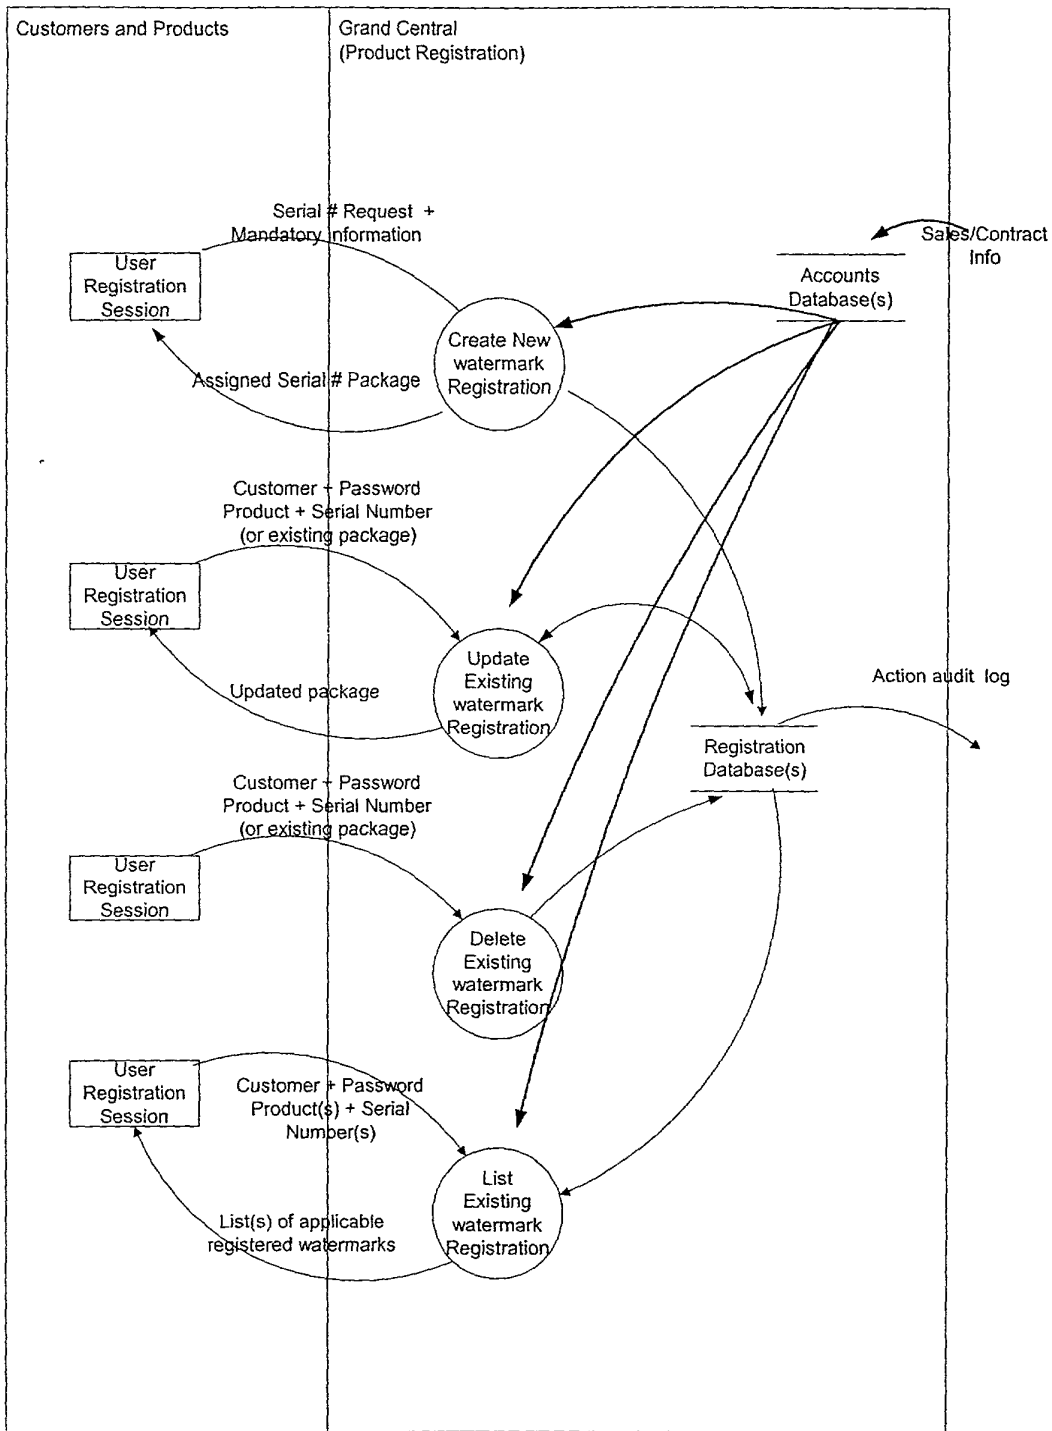 Customers and Products
Grand Central
(Product Registration)
Serial # Request +
Mandatory information
User
Registration
Session
Sales/Contract
Info
Accounts
Database(s)
Create New
watermark
Registration
Assigned Serial # Package
Customer + Password
Product + Serial Number
(or existing package)
User
Registration
Session
Update
Existing
watermark
Registration
Updated package
Action audit log
Registration
Database(s)
Customer + Password
Product + Serial Number
(or existing package)
User
Registration
Session
Delete
Existing
watermark
Registration
User
Registration
Session
Customer + Password
Product(s) + Serial
Number(s)
List
Existing
watermark
Registration
List(s) of applicable
registered watermarks